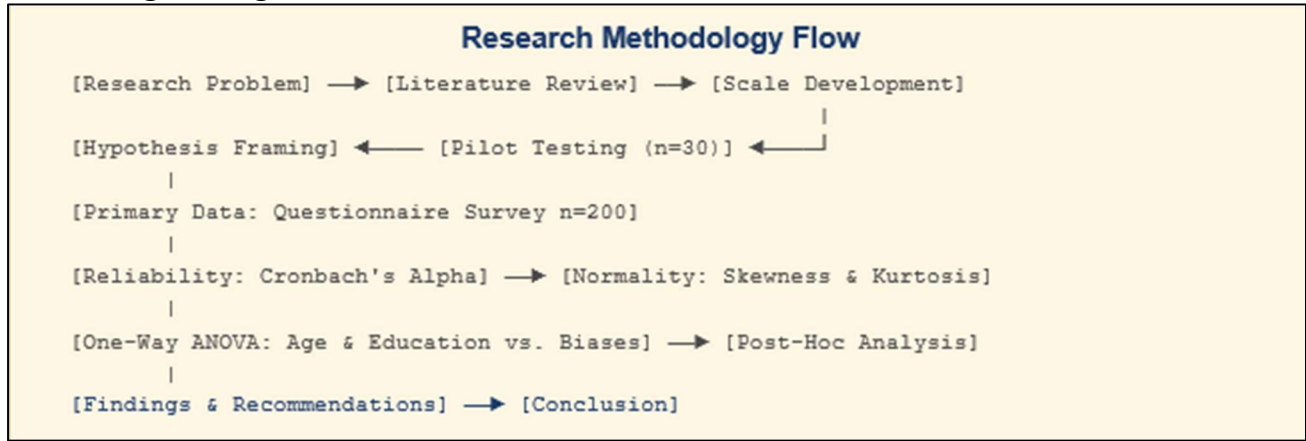 Research Methodology Flow
[Research Problem] ──► [Literature Review] ──► [Scale Development]
|
[Hypothesis Framing] ◄─── [Pilot Testing (n=30)] ◄───┘
|
[Primary Data: Questionnaire Survey n=200]
|
[Reliability: Cronbach's Alpha] ──► [Normality: Skewness & Kurtosis]
|
[One-Way ANOVA: Age & Education vs. Biases] ──► [Post-Hoc Analysis]
|
[Findings & Recommendations] ──► [Conclusion]